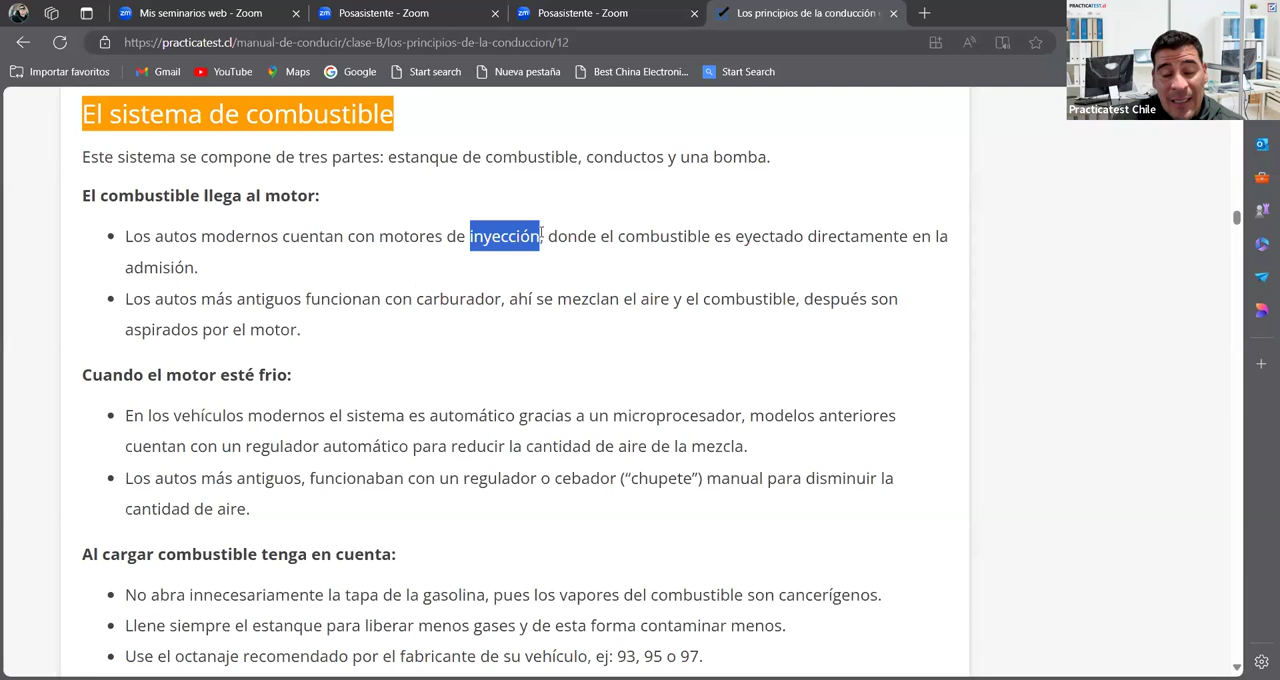 Mis seminarios web - Zoom
Posasistente - Zoom
Posasistente - Zoom
Los principios de la conducción
https://practicatest.cl/manual-de-conducir/clase-B/los-principios-de-la-conduccion/12
Importar favoritos
Gmail
YouTube
Maps
Google
Start search
Nueva pestaña
Best China Electroni...
Start Search
PRACTICATEST.CL
Practicatest Chile
El sistema de combustible
Este sistema se compone de tres partes: estanque de combustible, conductos y una bomba.
El combustible llega al motor:
Los autos modernos cuentan con motores de inyección, donde el combustible es eyectado directamente en la
admisión.
Los autos más antiguos funcionan con carburador, ahí se mezclan el aire y el combustible, después son
aspirados por el motor.
Cuando el motor esté frio:
En los vehículos modernos el sistema es automático gracias a un microprocesador, modelos anteriores
cuentan con un regulador automático para reducir la cantidad de aire de la mezcla.
Los autos más antiguos, funcionaban con un regulador o cebador (“chupete”) manual para disminuir la
cantidad de aire.
Al cargar combustible tenga en cuenta:
No abra innecesariamente la tapa de la gasolina, pues los vapores del combustible son cancerígenos.
Llene siempre el estanque para liberar menos gases y de esta forma contaminar menos.
Use el octanaje recomendado por el fabricante de su vehículo, ej: 93, 95 o 97.